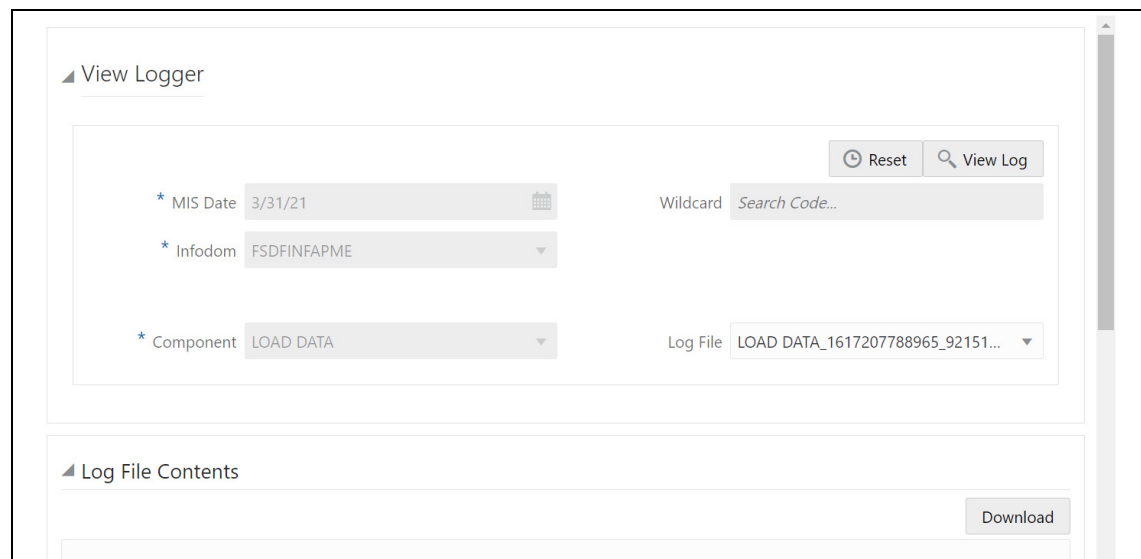 View Logger
Reset View Log
* MIS Date 3/31/21 Wildcard Search Code...
* Infodom FSDFINFAPME
* Component LOAD DATA Log File LOAD DATA_1617207788965_92151...
Log File Contents
Download